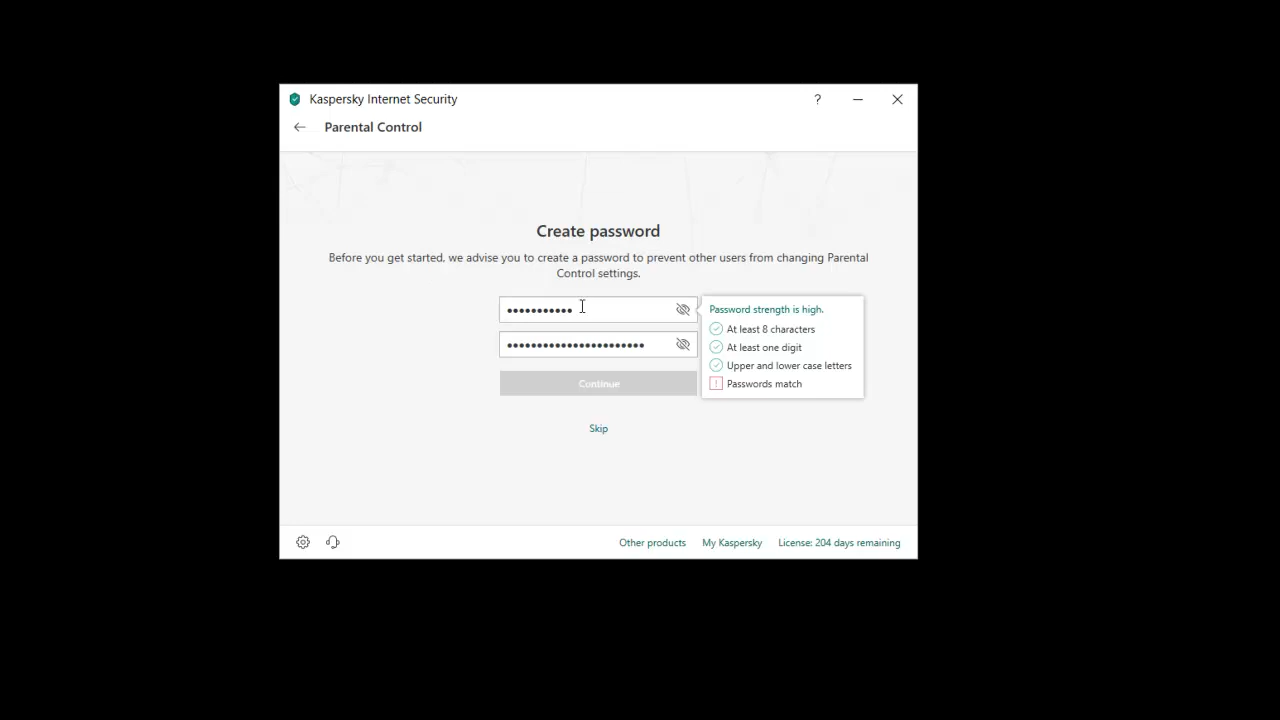 Kaspersky Internet Security
?
Parental Control
Create password
Before you get started, we advise you to create a password to prevent other users from changing Parental
Control settings.
•••••••••••
•••••••••••••••••••••••
Password strength is high.
At least 8 characters
At least one digit
Upper and lower case letters
! Passwords match
Continue
Skip
Other products My Kaspersky License: 204 days remaining